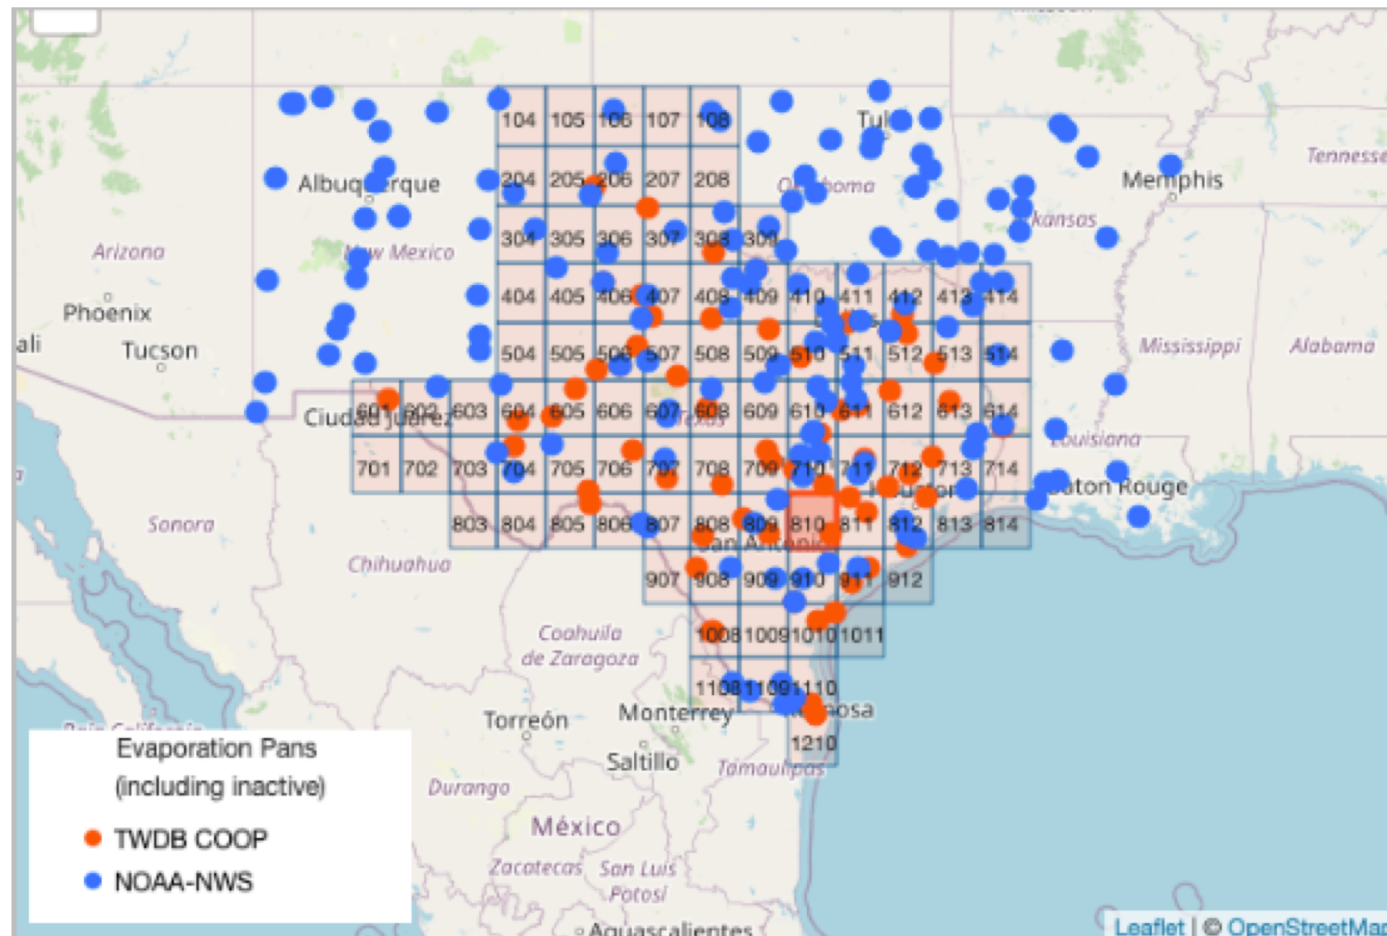 104 105 106 107 108
Tul
Tennesse
204 205 206 207 208
Albuquerque
Oklahoma
Memphis
kansas
304 305 306 307 308 309
Arizona
New Mexico
404 405 406 407 408 409 410 411 412 413 414
Phoenix
ali
Tucson
504 505 506 507 508 509 510 511 512 513 514
Mississippi
Alabama
601 602 603 604 605 606 607 608 609 610 611 612 613 614
Ciudad Juárez
Texas
Louisiana
701 702 703 704 705 706 707 708 709 710 711 712 713 714
Houston
Baton Rouge
Sonora
803 804 805 806 807 808 809 810 811 812 813 814
San Antonio
Chihuahua
907 908 909 910 911 912
Coahuila
de Zaragoza
1008 1009 1010 1011
1108 1109 1110
Torreón
Monterrey
nosa
1210
Saltillo
Tamaulipas
Durango
México
Zacatecas
San Luis
Potosí
Aguascalientes
Evaporation Pans
(including inactive)
TWDB COOP
NOAA-NWS
Leaflet | © OpenStreetMap